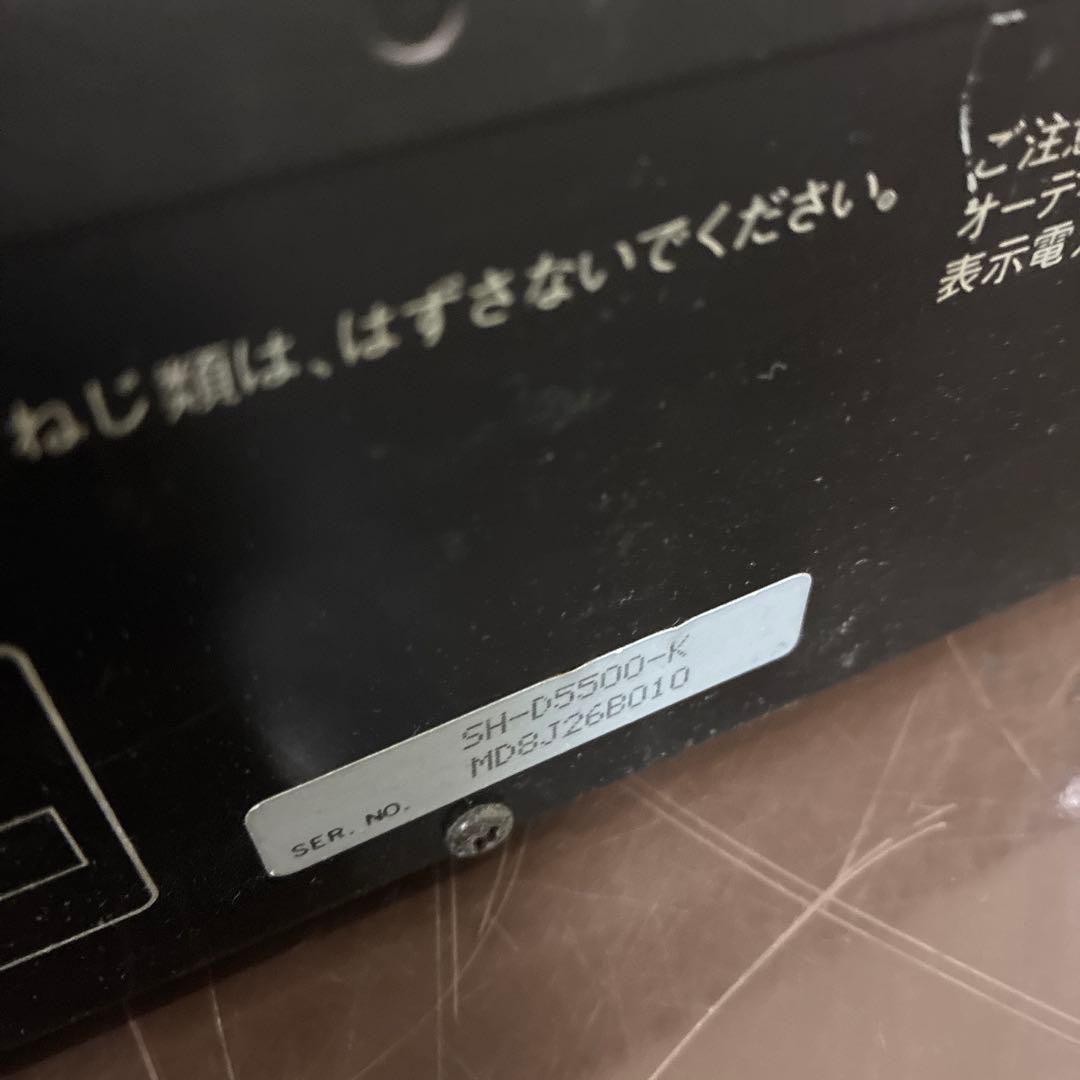 ねじ類は、はずさないでください。
ご注意
オーデ
表示電
SH-D5500-K
MD8J26B010
SER. NO.